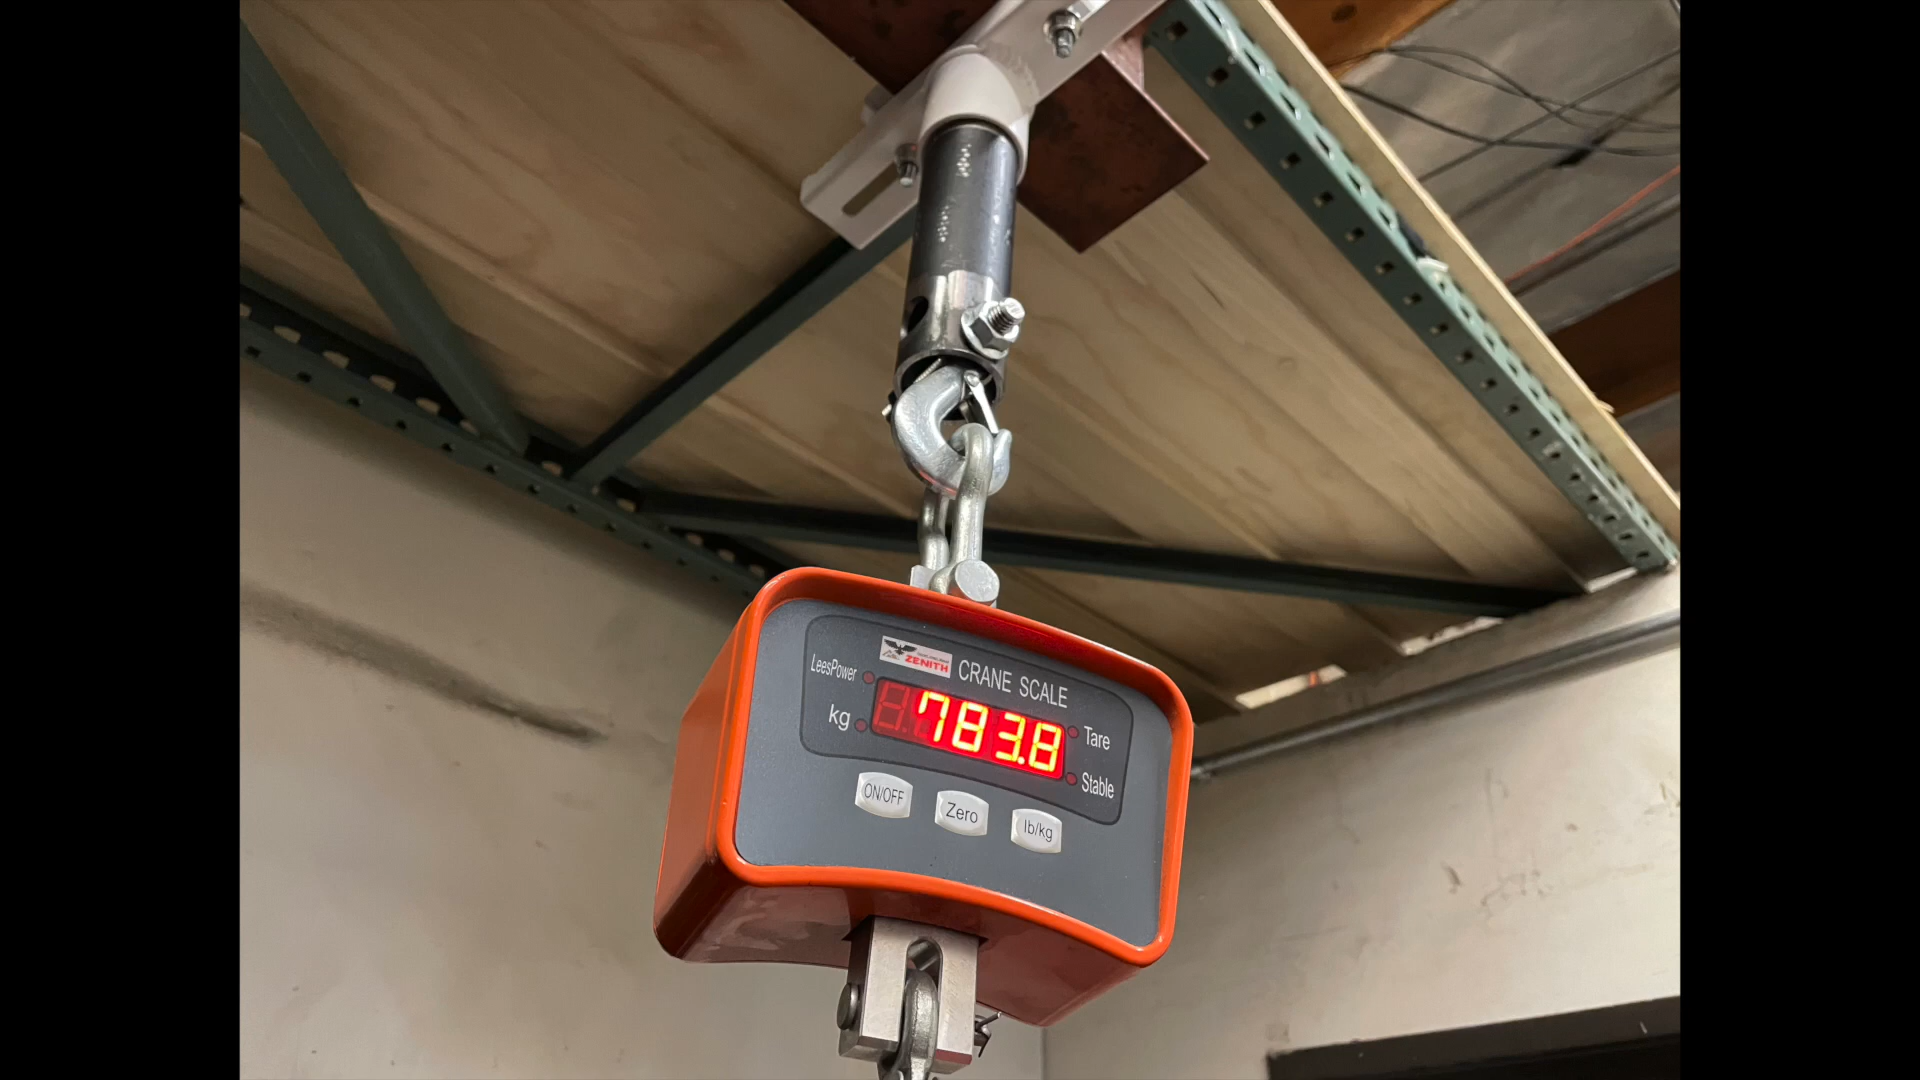 ZENITH
CRANE SCALE
LeesPower
783.8
kg
Tare
Stable
ON/OFF
Zero
lb/kg